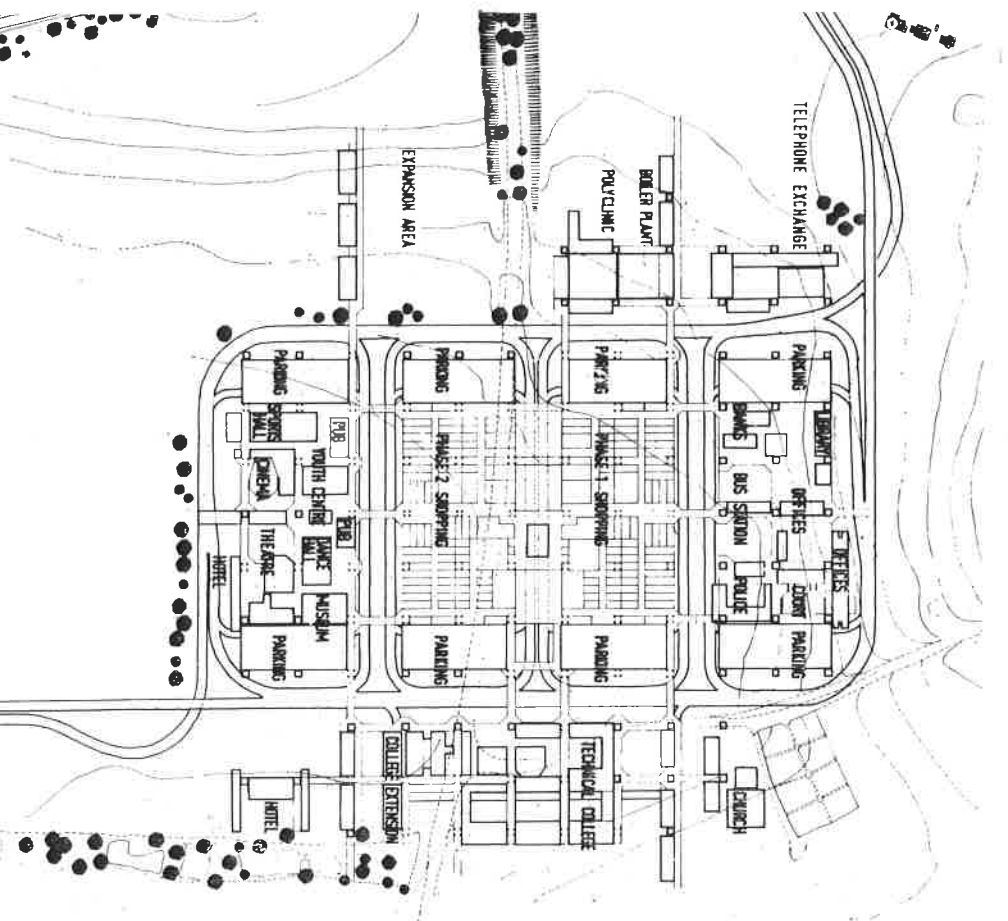 TELEPHONE EXCHANGE
BOILER PLANT
POLYCLINIC
EXPANSION AREA
PARKING
PARKING
PARKING
PARKING
LIBRARY
BANKS
BUS STATION
OFFICES
OFFICES
COURT
POLICE
PHASE 1 SHOPPING
PHASE 2 SHOPPING
SPORTS
HALL
PUB
YOUTH CENTRE
CINEMA
PUB
DANCE
HALL
THEATRE
MUSEUM
HOTEL
PARKING
PARKING
PARKING
PARKING
CHURCH
TECHNICAL COLLEGE
COLLEGE EXTENSION
HOTEL